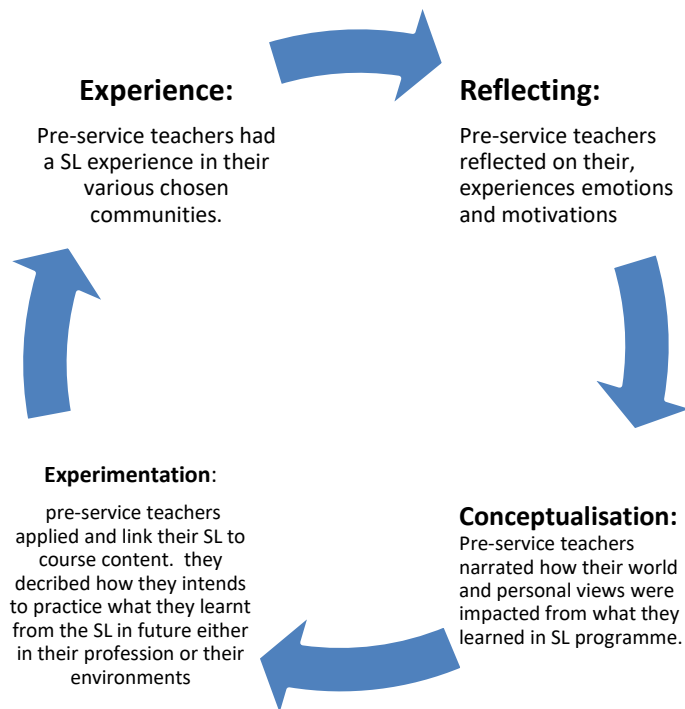 Experience:
Pre-service teachers had
a SL experience in their
various chosen
communities.
Reflecting:
Pre-service teachers
reflected on their,
experiences emotions
and motivations
Conceptualisation:
Pre-service teachers
narrated how their world
and personal views were
impacted from what they
learned in SL programme.
Experimentation:
pre-service teachers
applied and link their SL to
course content.  they
decribed how they intends
to practice what they learnt
from the SL in future either
in their profession or their
environments